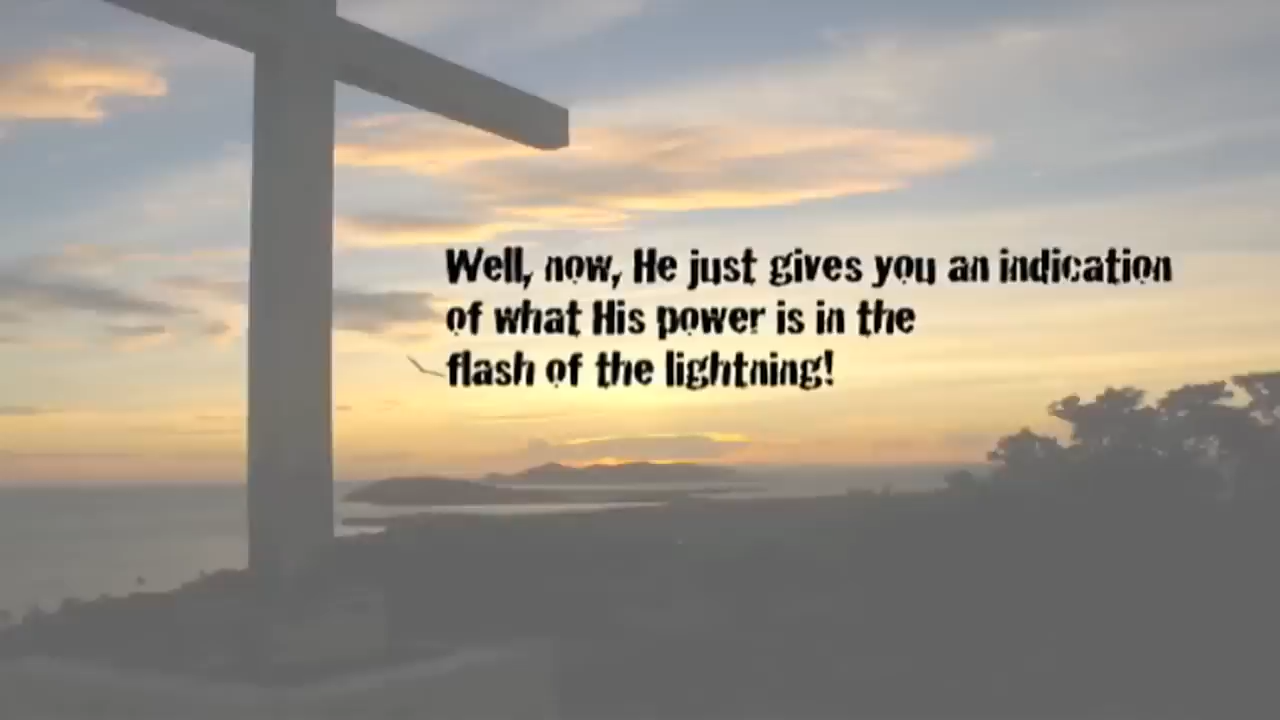 Well, now, He just gives you an indication
of what His power is in the
flash of the lightning!